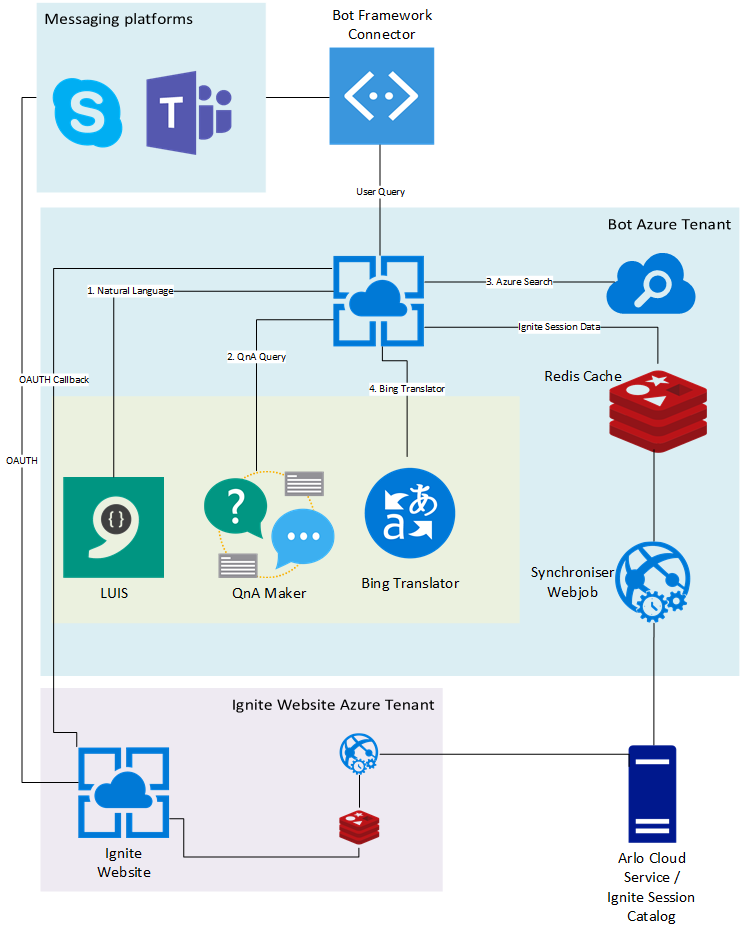 Messaging platforms
Bot Framework
Connector
S
T
User Query
Bot Azure Tenant
1. Natural Language
3. Azure Search
Ignite Session Data
2. QnA Query
OAUTH Callback
4. Bing Translator
Redis Cache
OAUTH
{}
?
あ
a
LUIS
QnA Maker
Bing Translator
Synchroniser
Webjob
Ignite Website Azure Tenant
Ignite
Website
Arlo Cloud
Service /
Ignite Session
Catalog